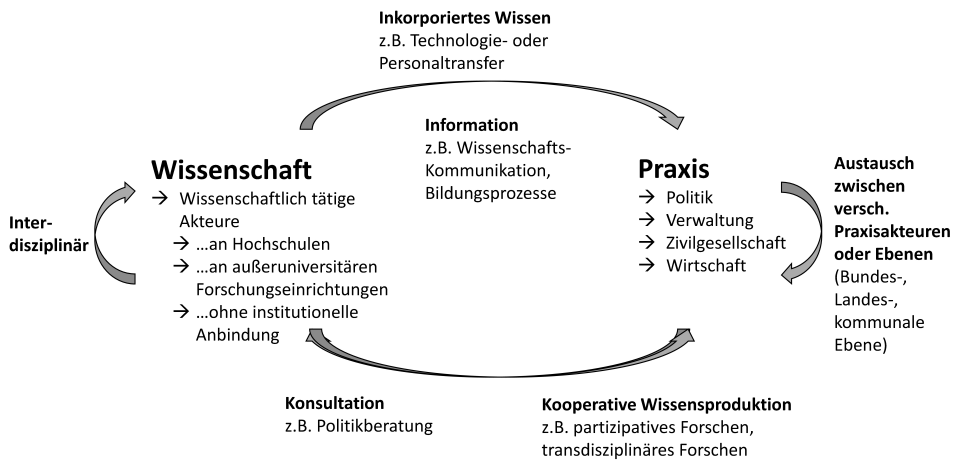 Inkorporiertes Wissen
z.B. Technologie- oder
Personaltransfer
Information
z.B. Wissenschafts-
Kommunikation,
Bildungsprozesse
Wissenschaft
→ Wissenschaftlich tätige
Akteure
→ …an Hochschulen
→ …an außeruniversitären
Forschungseinrichtungen
→ …ohne institutionelle
Anbindung
Inter-
disziplinär
Praxis
→ Politik
→ Verwaltung
→ Zivilgesellschaft
→ Wirtschaft
Austausch
zwischen
versch.
Praxisakteuren
oder Ebenen
(Bundes-,
Landes-,
kommunale
Ebene)
Konsultation
z.B. Politikberatung
Kooperative Wissensproduktion
z.B. partizipatives Forschen,
transdisziplinäres Forschen